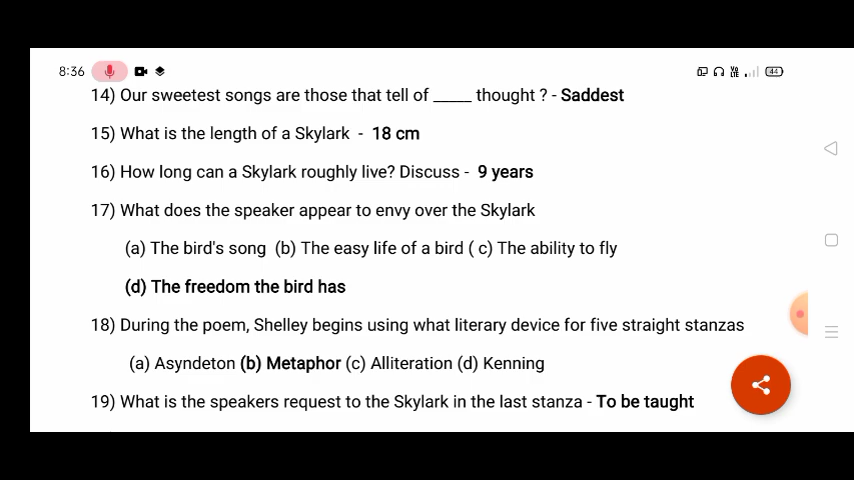 8:36 VO LTE 44
14) Our sweetest songs are those that tell of _____ thought ? - Saddest
15) What is the length of a Skylark - 18 cm
16) How long can a Skylark roughly live? Discuss - 9 years
17) What does the speaker appear to envy over the Skylark
(a) The bird's song (b) The easy life of a bird ( c) The ability to fly
(d) The freedom the bird has
18) During the poem, Shelley begins using what literary device for five straight stanzas
(a) Asyndeton (b) Metaphor (c) Alliteration (d) Kenning
19) What is the speakers request to the Skylark in the last stanza - To be taught